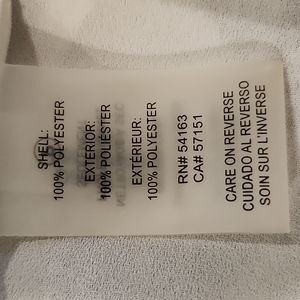 SHELL:
100% POLYESTER
EXTERIOR:
100% POLIÉSTER
EXTÉRIEUR:
100% POLYESTER
RN# 54163
CA# 57151
CARE ON REVERSE
CUIDADO AL REVERSO
SOIN SUR L'INVERSE